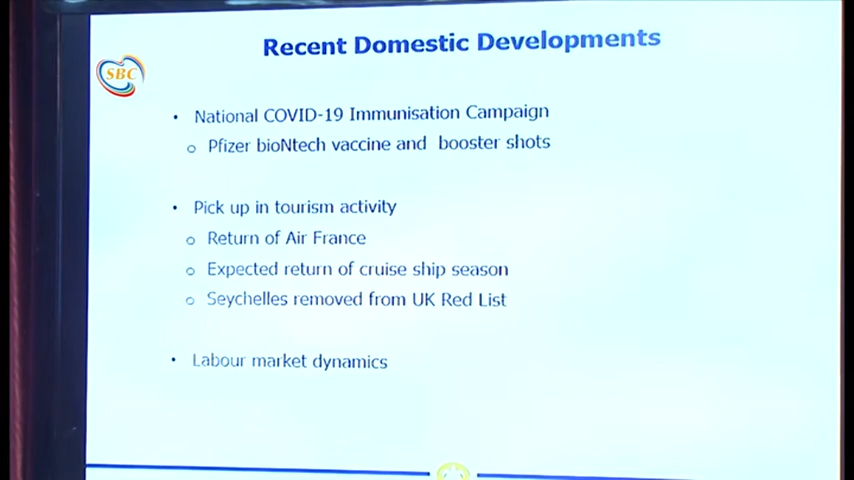 Recent Domestic Developments
SBC
• National COVID-19 Immunisation Campaign
o Pfizer bioNtech vaccine and booster shots
• Pick up in tourism activity
o Return of Air France
o Expected return of cruise ship season
o Seychelles removed from UK Red List
• Labour market dynamics